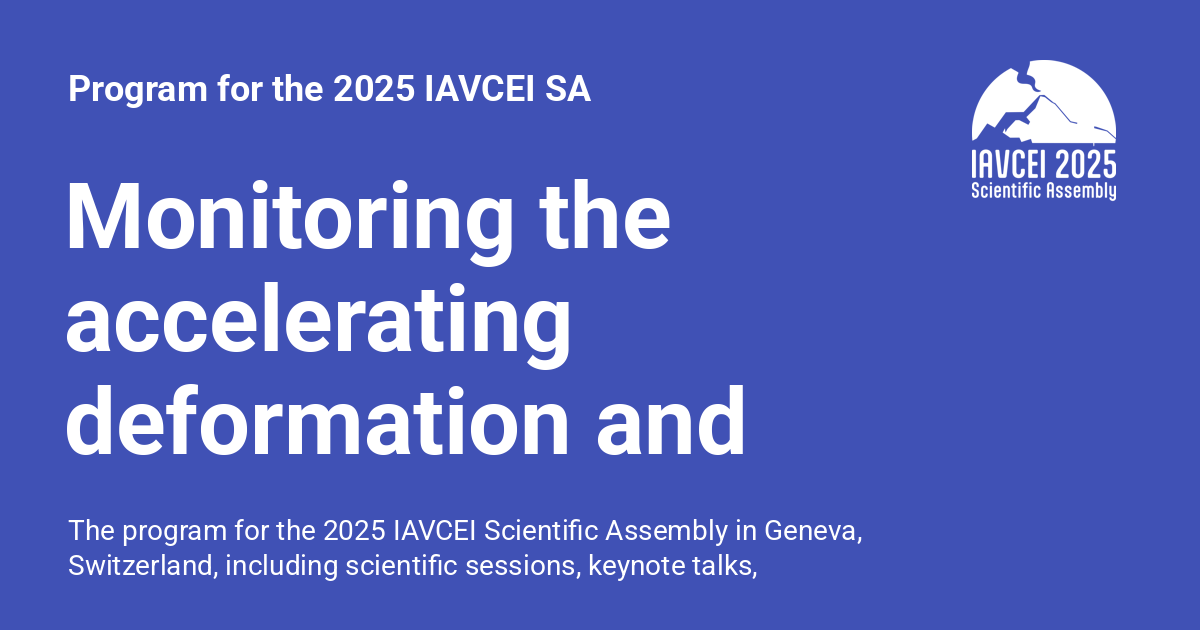 Program for the 2025 IAVCEI SA
IAVCEI 2025
Scientific Assembly
Monitoring the
accelerating
deformation and
The program for the 2025 IAVCEI Scientific Assembly in Geneva,
Switzerland, including scientific sessions, keynote talks,